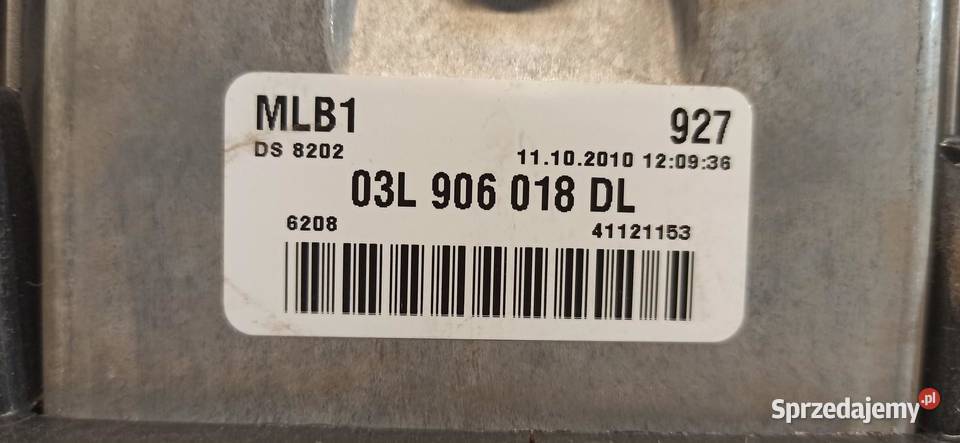 MLB1 927
DS 8202 11.10.2010 12:09:36
03L 906 018 DL
6208 41121153
Sprzedajemy.pl